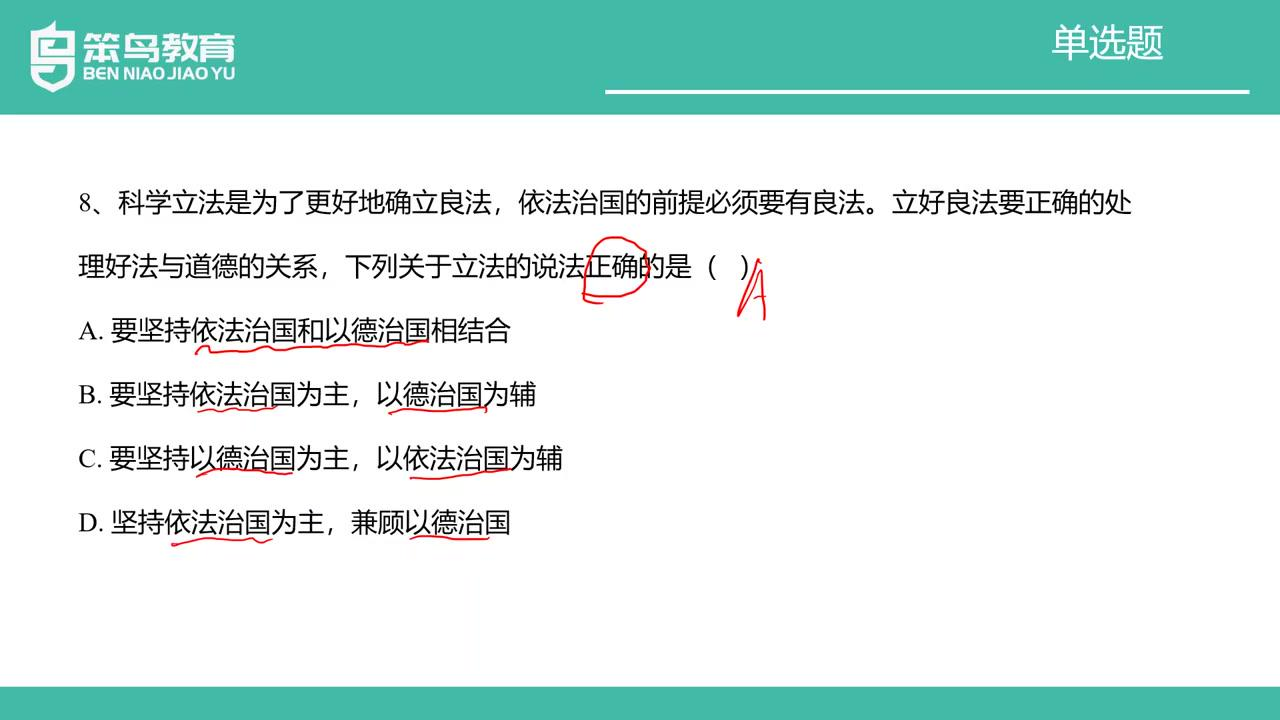 笨鸟教育
BEN NIAO JIAO YU
单选题
8、科学立法是为了更好地确立良法，依法治国的前提必须要有良法。立好良法要正确的处
理好法与道德的关系，下列关于立法的说法正确的是（ ）
A
A. 要坚持依法治国和以德治国相结合
B. 要坚持依法治国为主，以德治国为辅
C. 要坚持以德治国为主，以依法治国为辅
D. 坚持依法治国为主，兼顾以德治国